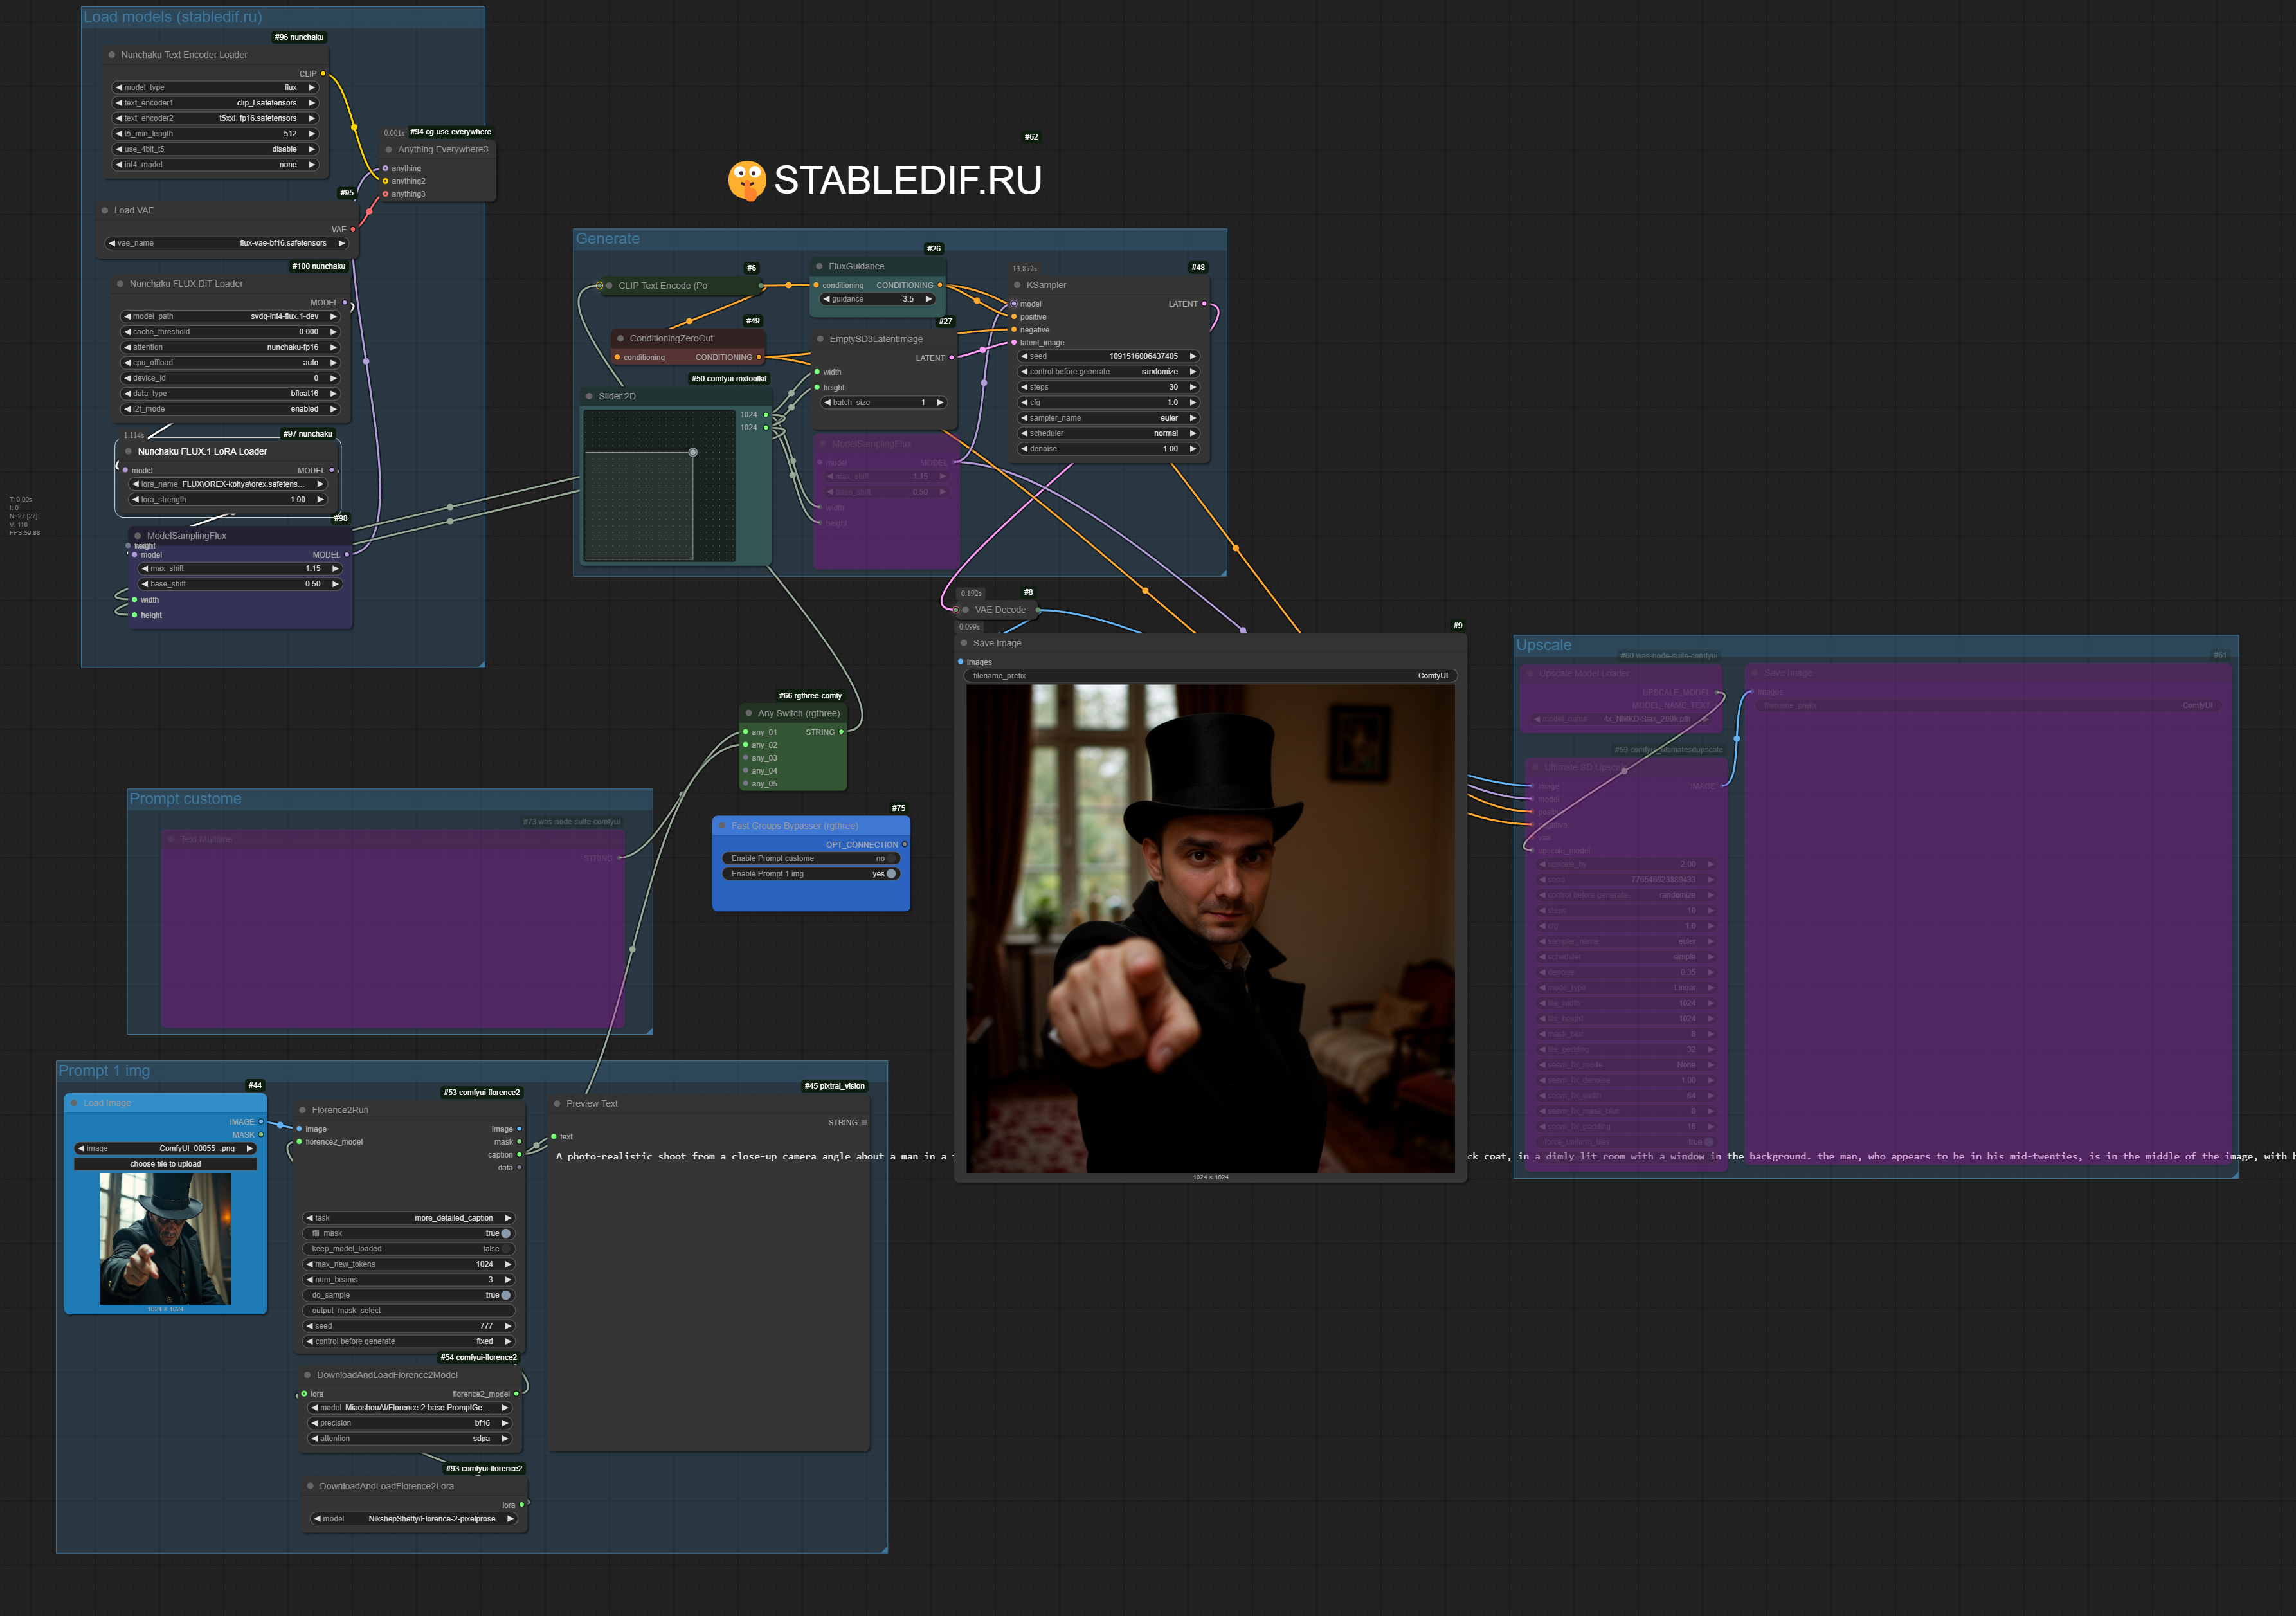 Load models (stabledif.ru)
#96 nunchaku
Nunchaku Text Encoder Loader
CLIP
model_type flux
text_encoder1 clip_l.safetensors
text_encoder2 t5xxl_fp16.safetensors
t5_min_length 512
use_4bit_t5 disable
int4_model none
0.001s #94 cg-use-everywhere
Anything Everywhere3
anything
anything2
anything3
#95
Load VAE
VAE
vae_name flux-vae-bf16.safetensors
#100 nunchaku
Nunchaku FLUX DiT Loader
MODEL
model_path svdq-int4-flux.1-dev
cache_threshold 0.000
attention nunchaku-fp16
cpu_offload auto
device_id 0
data_type bfloat16
i2f_mode enabled
1.114s #97 nunchaku
Nunchaku FLUX.1 LoRA Loader
model MODEL
lora_name FLUX\OREX-kohya\orex.safetens...
lora_strength 1.00
#98
ModelSamplingFlux
model MODEL
max_shift 1.15
base_shift 0.50
width
height
T: 0.00s
I: 0
N: 27 [27]
V: 116
FPS:59.88
#62
STABLEDIF.RU
Generate
#6
CLIP Text Encode (Po
#26
FluxGuidance
conditioning CONDITIONING
guidance 3.5
#49
ConditioningZeroOut
conditioning CONDITIONING
#27
EmptySD3LatentImage
LATENT
width
height
batch_size 1
#50 comfyui-mxtoolkit
Slider 2D
1024
1024
ModelSamplingFlux
model MODEL
max_shift 1.15
base_shift 0.50
width
height
13.872s #48
KSampler
model LATENT
positive
negative
latent_image
seed 1091516006437405
control before generate randomize
steps 30
cfg 1.0
sampler_name euler
scheduler normal
denoise 1.00
0.192s #8
VAE Decode
0.099s #9
Save Image
images
filename_prefix ComfyUI
1024 × 1024
#66 rgthree-comfy
Any Switch (rgthree)
any_01 STRING
any_02
any_03
any_04
any_05
#75
Fast Groups Bypasser (rgthree)
OPT_CONNECTION
Enable Prompt custome no
Enable Prompt 1 img yes
Prompt custome
#73 was-node-suite-comfyui
Text Multiline
STRING
Prompt 1 img
#44
Load Image
IMAGE
MASK
image ComfyUI_00055_.png
choose file to upload
1024 × 1024
#53 comfyui-florence2
Florence2Run
image image
florence2_model mask
caption
data
task more_detailed_caption
fill_mask true
keep_model_loaded false
max_new_tokens 1024
num_beams 3
do_sample true
output_mask_select
seed 777
control before generate fixed
#54 comfyui-florence2
DownloadAndLoadFlorence2Model
lora florence2_model
model MiaoshouAI/Florence-2-base-PromptGe...
precision bf16
attention sdpa
#93 comfyui-florence2
DownloadAndLoadFlorence2Lora
lora
model NikshepShetty/Florence-2-pixelprose
#45 pixtral_vision
Preview Text
STRING
text
A photo-realistic shoot from a close-up camera angle about a man in a t ck coat, in a dimly lit room with a window in the background. the man, who appears to be in his mid-twenties, is in the middle of the image, with h
Upscale
#60 was-node-suite-comfyui
Upscale Model Loader
UPSCALE_MODEL
MODEL_NAME_TEXT
model_name 4x_NMKD-Siax_200k.pth
#59 comfyui_ultimatesdupscale
Ultimate SD Upscale
image IMAGE
model
positive
negative
vae
upscale_model
upscale_by 2.00
seed 776546923889433
control before generate randomize
steps 10
cfg 1.0
sampler_name euler
scheduler simple
denoise 0.35
mode_type Linear
tile_width 1024
tile_height 1024
mask_blur 8
tile_padding 32
seam_fix_mode None
seam_fix_denoise 1.00
seam_fix_width 64
seam_fix_mask_blur 8
seam_fix_padding 16
force_uniform_tiles true
#61
Save Image
images
filename_prefix ComfyUI